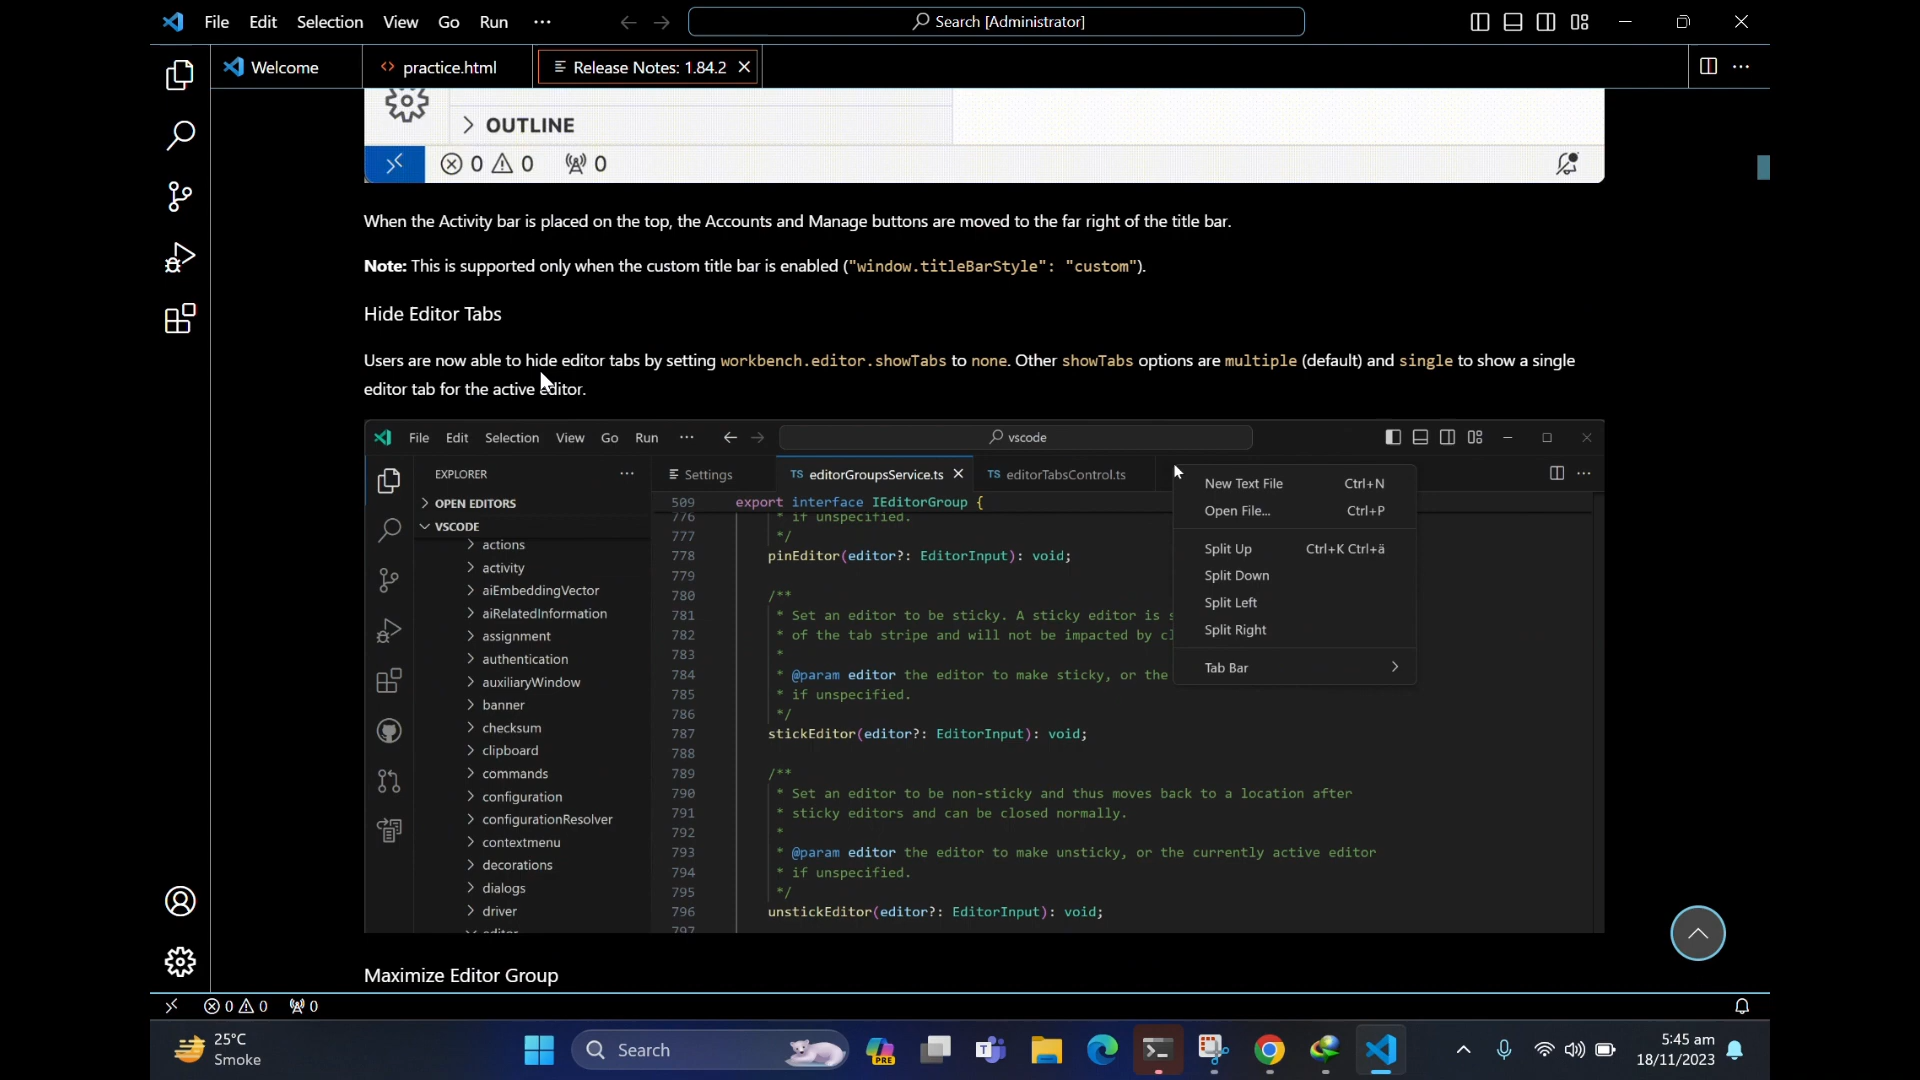 File Edit Selection View Go Run ···
Search [Administrator]
Welcome
practice.html
Release Notes: 1.84.2
OUTLINE
0 0 0
When the Activity bar is placed on the top, the Accounts and Manage buttons are moved to the far right of the title bar.
Note: This is supported only when the custom title bar is enabled ("window.titleBarStyle": "custom").
Hide Editor Tabs
Users are now able to hide editor tabs by setting workbench.editor.showTabs to none. Other showTabs options are multiple (default) and single to show a single
editor tab for the active editor.
File Edit Selection View Go Run ···
vscode
EXPLORER ···
Settings
TS editorGroupsService.ts
TS editorTabsControl.ts
OPEN EDITORS
VSCODE
actions
activity
aiEmbeddingVector
aiRelatedInformation
assignment
authentication
auxiliaryWindow
banner
checksum
clipboard
commands
configuration
configurationResolver
contextmenu
decorations
dialogs
driver
editor
509 export interface IEditorGroup {
776 * if unspecified.
777 */
778 pinEditor(editor?: EditorInput): void;
779
780 /**
781 * Set an editor to be sticky. A sticky editor is
782 * of the tab stripe and will not be impacted by
783 *
784 * @param editor the editor to make sticky, or the
785 * if unspecified.
786 */
787 stickEditor(editor?: EditorInput): void;
788
789 /**
790 * Set an editor to be non-sticky and thus moves back to a location after
791 * sticky editors and can be closed normally.
792 *
793 * @param editor the editor to make unsticky, or the currently active editor
794 * if unspecified.
795 */
796 unstickEditor(editor?: EditorInput): void;
797
New Text File Ctrl+N
Open File... Ctrl+P
Split Up Ctrl+K Ctrl+ä
Split Down
Split Left
Split Right
Tab Bar
Maximize Editor Group
0 0 0
25°C
Smoke
Search
PRE
5:45 am
18/11/2023